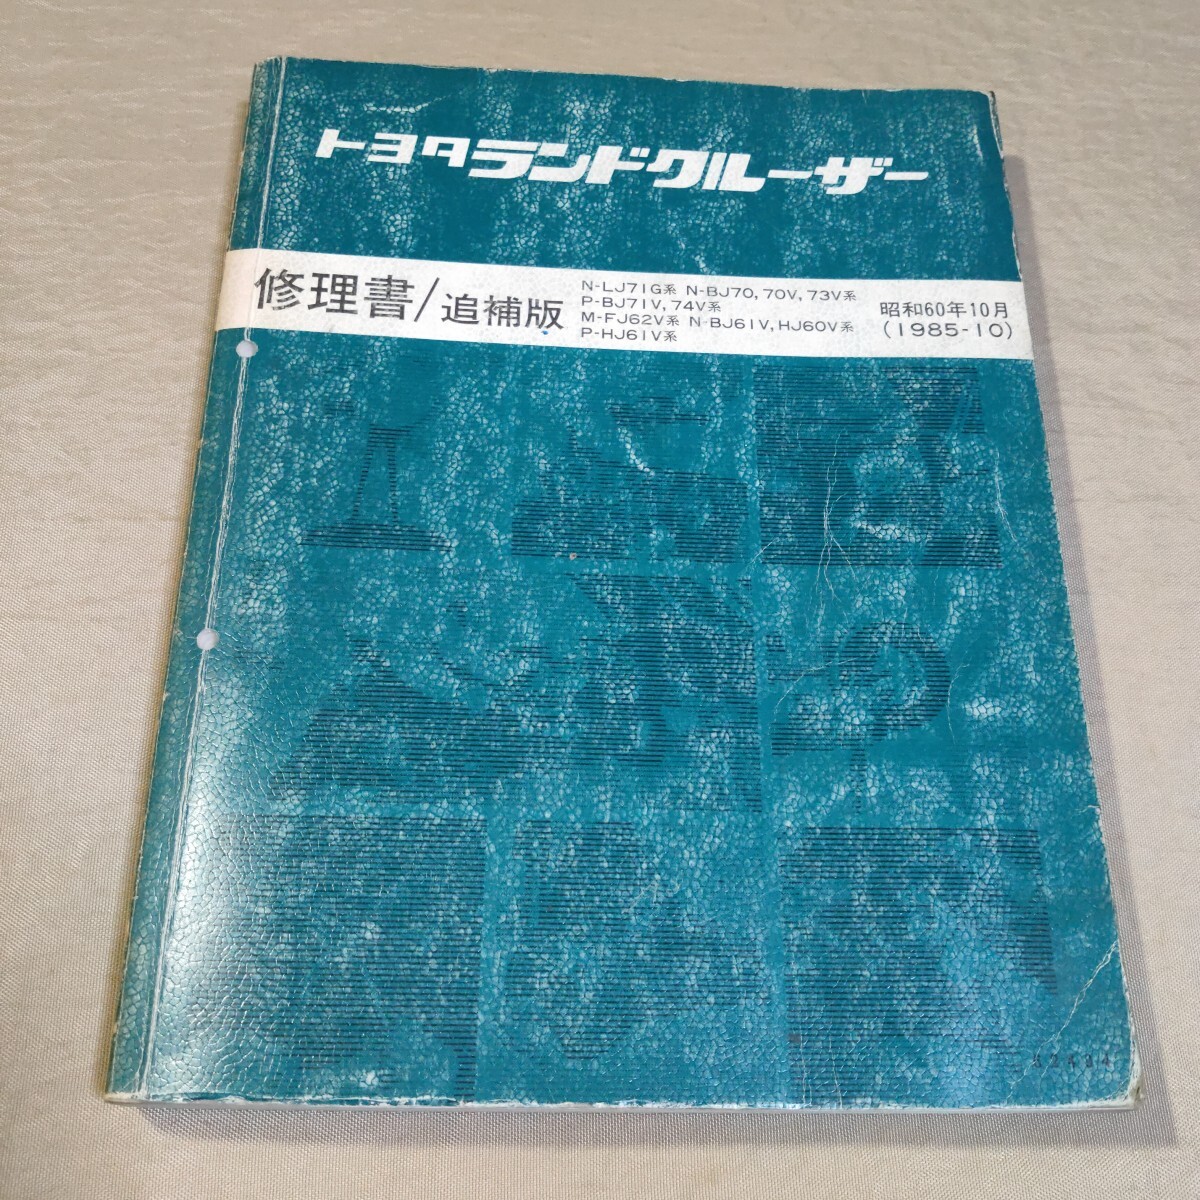 トヨタランドクルーザー
修理書/追補版
N-LJ71G系 N-BJ70,70V,73V系
P-BJ71V,74V系
M-FJ62V系 N-BJ61V,HJ60V系
P-HJ61V系
昭和60年10月
(1985-10)